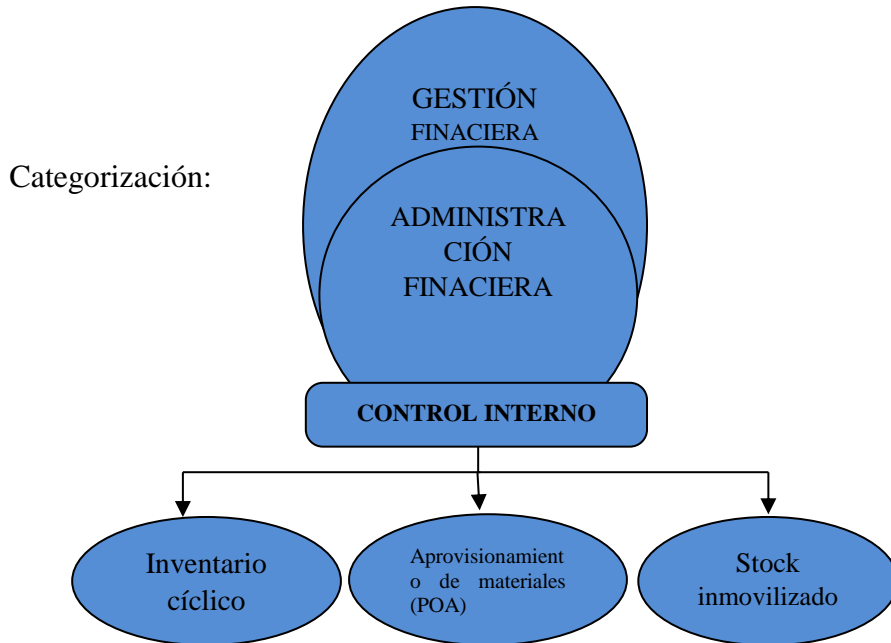 GESTIÓN
FINACIERA
Categorización:
ADMINISTRA
CIÓN
FINACIERA
CONTROL INTERNO
Inventario
cíclico
Aprovisionamient
o de materiales
(POA)
Stock
inmovilizado